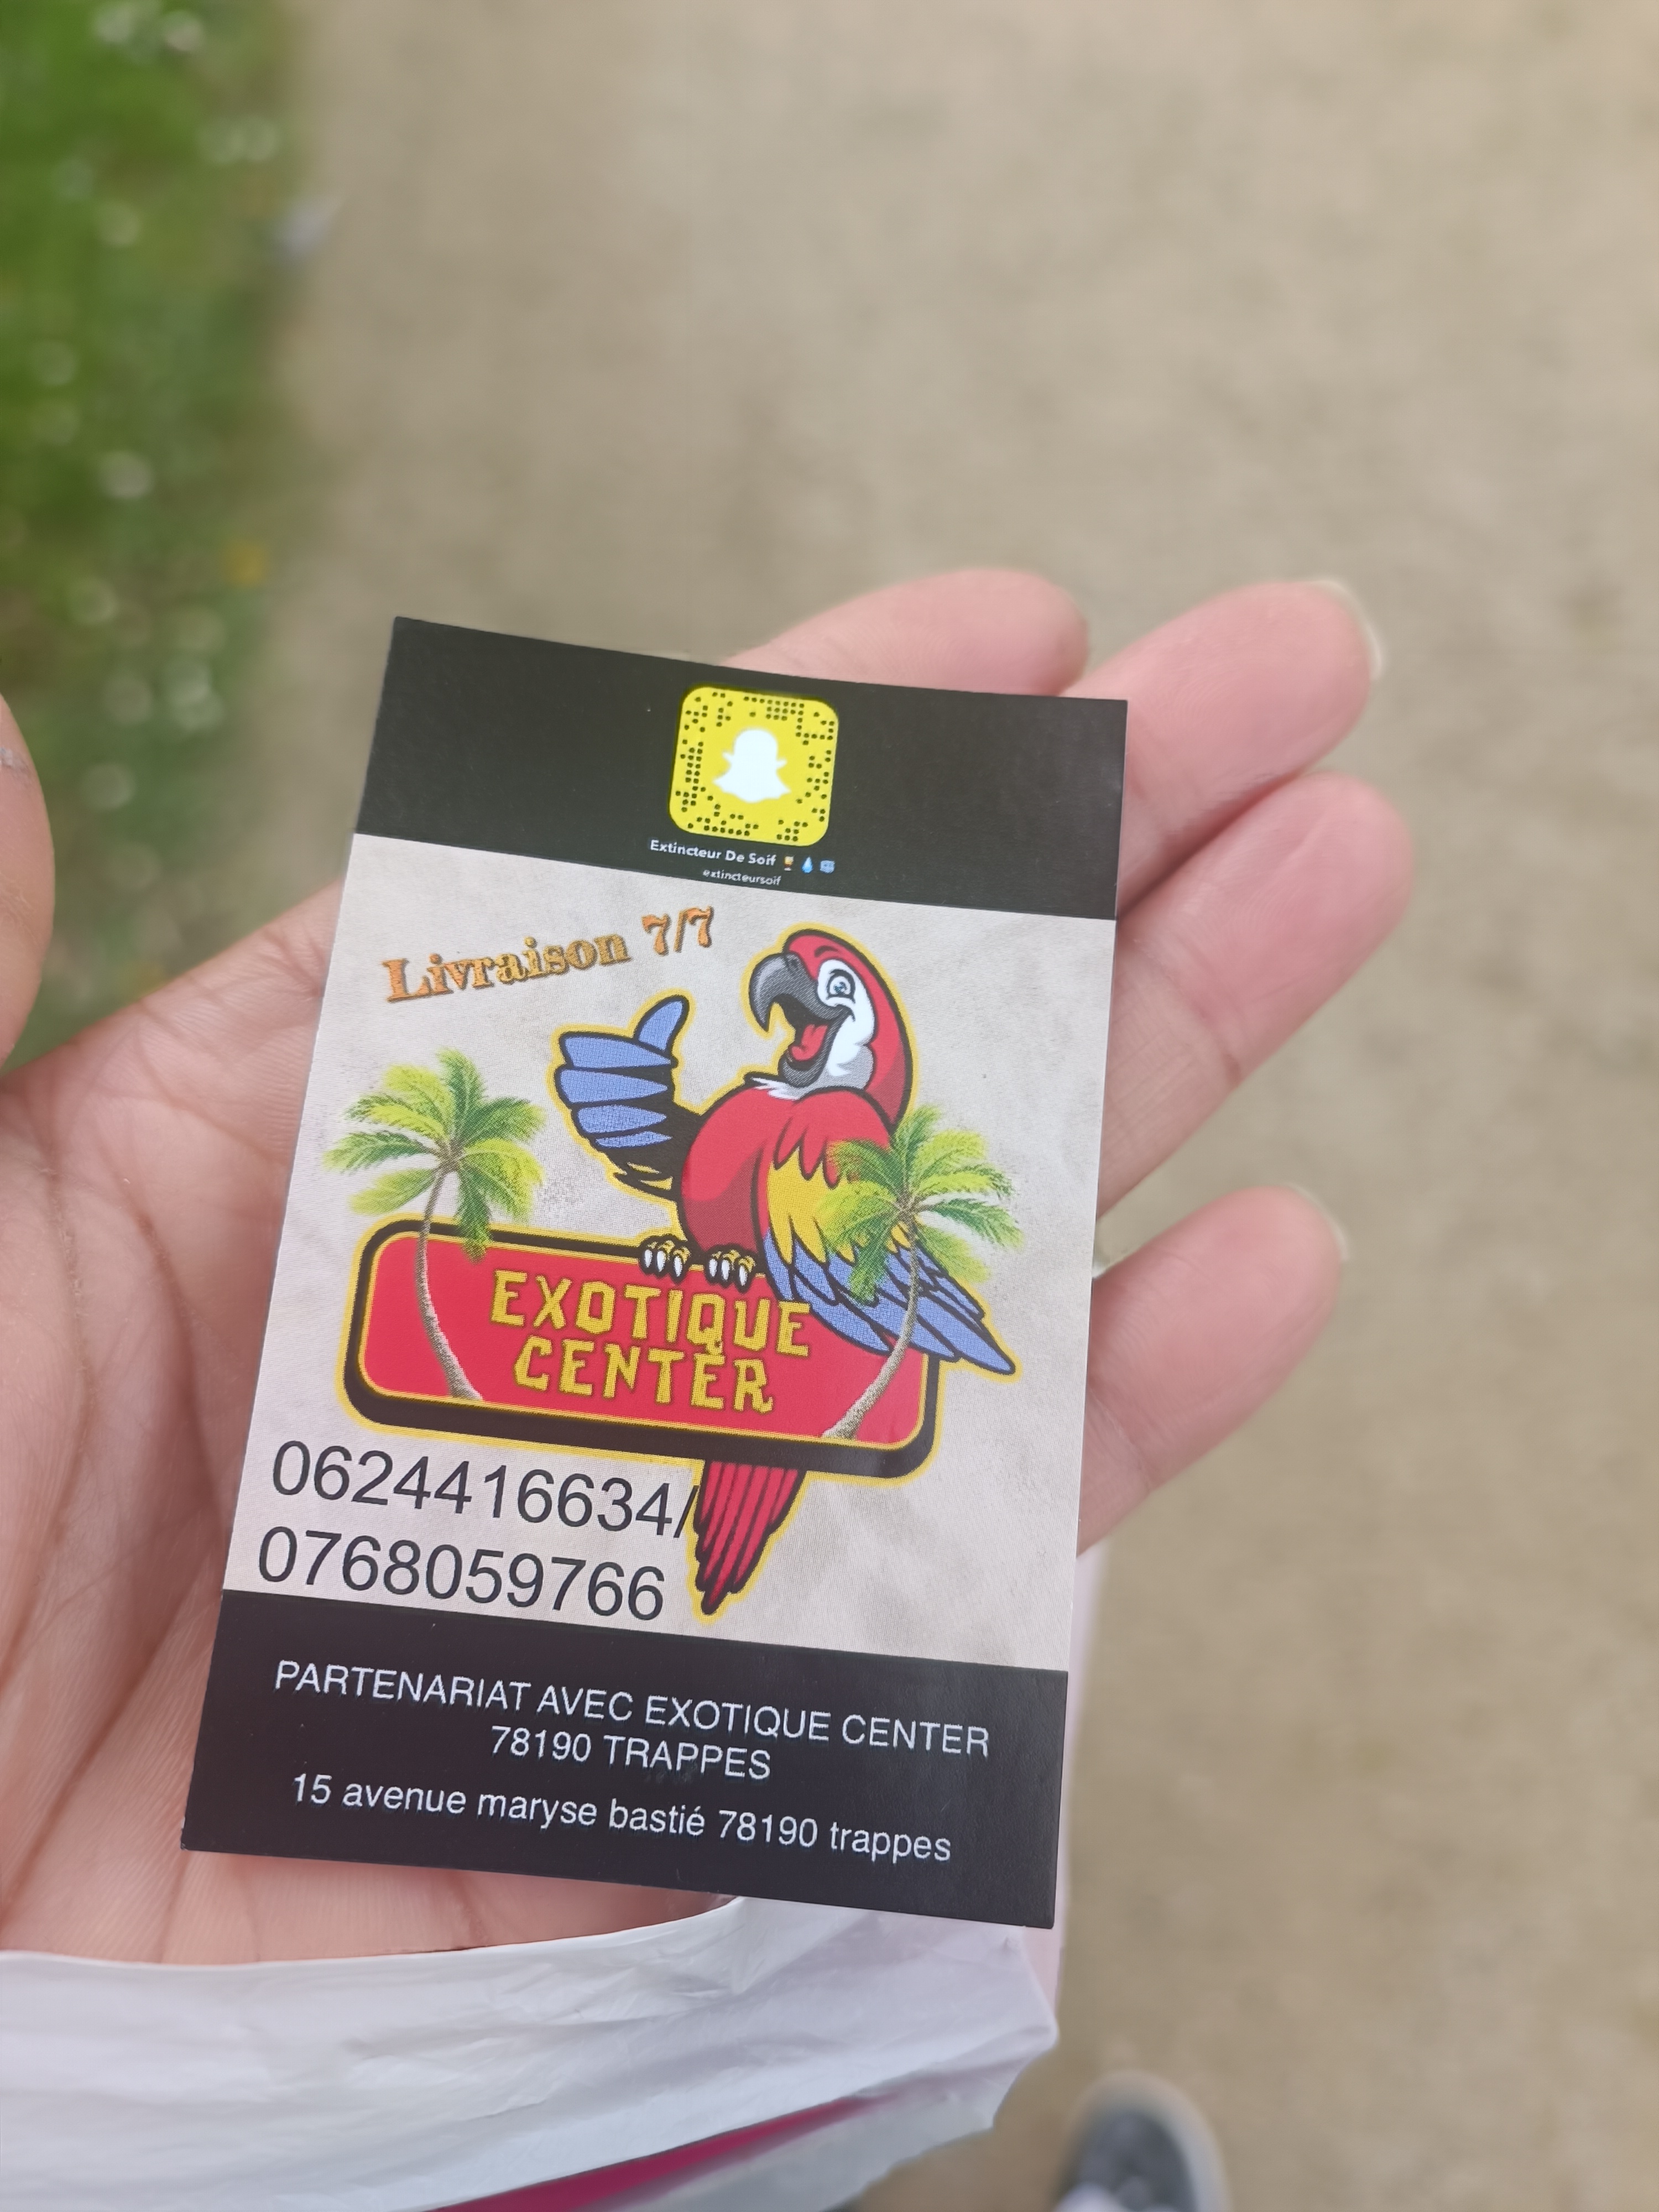 Extincteur De Soif
extincteursoif
Livraison 7/7
EXOTIQUE
CENTER
0624416634/
0768059766
PARTENARIAT AVEC EXOTIQUE CENTER
78190 TRAPPES
15 avenue maryse bastié 78190 trappes